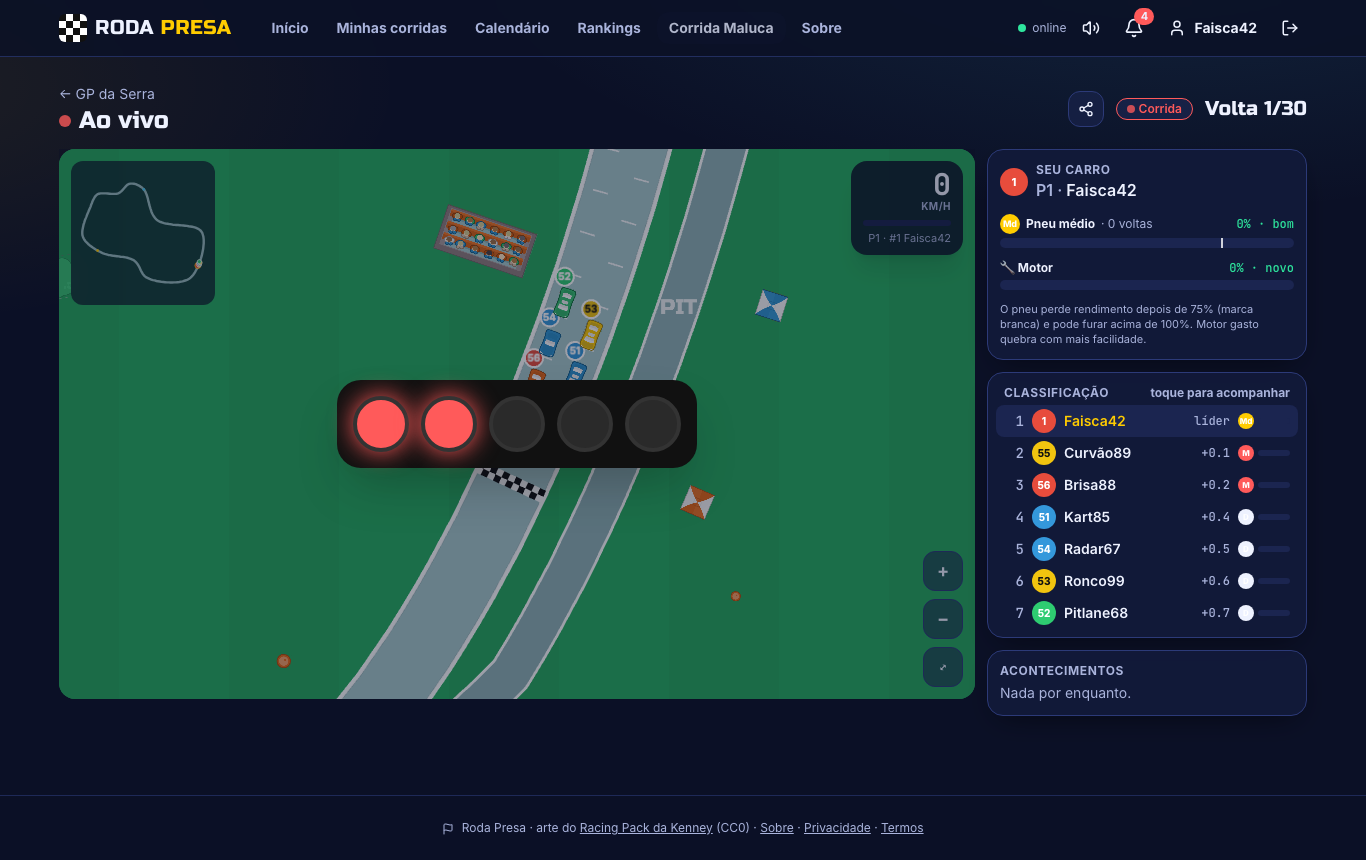 RODA PRESA
Início
Minhas corridas
Calendário
Rankings
Corrida Maluca
Sobre
online
4
Faisca42
← GP da Serra
Ao vivo
Corrida
Volta 1/30
0
KM/H
P1 · #1 Faisca42
52
53
54
51
56
PIT
+
−
1
SEU CARRO
P1 · Faisca42
Md Pneu médio · 0 voltas 0% · bom
Motor 0% · novo
O pneu perde rendimento depois de 75% (marca
branca) e pode furar acima de 100%. Motor gasto
quebra com mais facilidade.
CLASSIFICAÇÃO toque para acompanhar
1 1 Faisca42 líder Md
2 55 Curvão89 +0.1 M
3 56 Brisa88 +0.2 M
4 51 Kart85 +0.4
5 54 Radar67 +0.5
6 53 Ronco99 +0.6
7 52 Pitlane68 +0.7
ACONTECIMENTOS
Nada por enquanto.
Roda Presa · arte do Racing Pack da Kenney (CC0) · Sobre · Privacidade · Termos